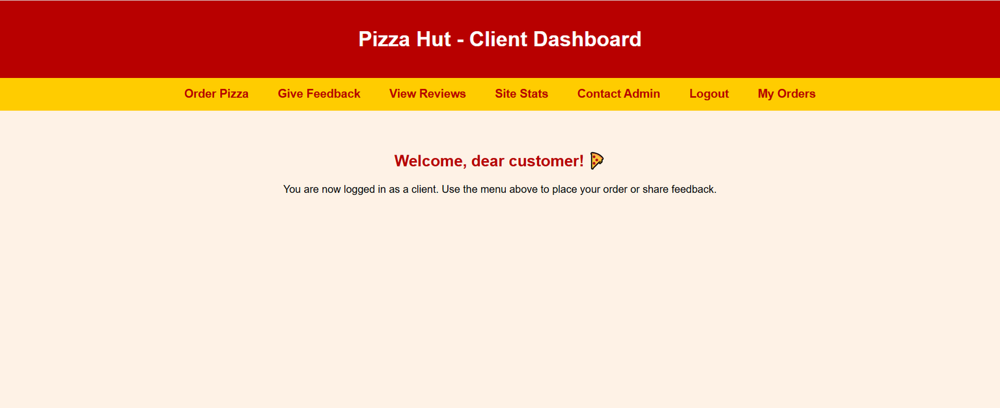 Pizza Hut - Client Dashboard
Order Pizza Give Feedback View Reviews Site Stats Contact Admin Logout My Orders
Welcome, dear customer! 🍕
You are now logged in as a client. Use the menu above to place your order or share feedback.